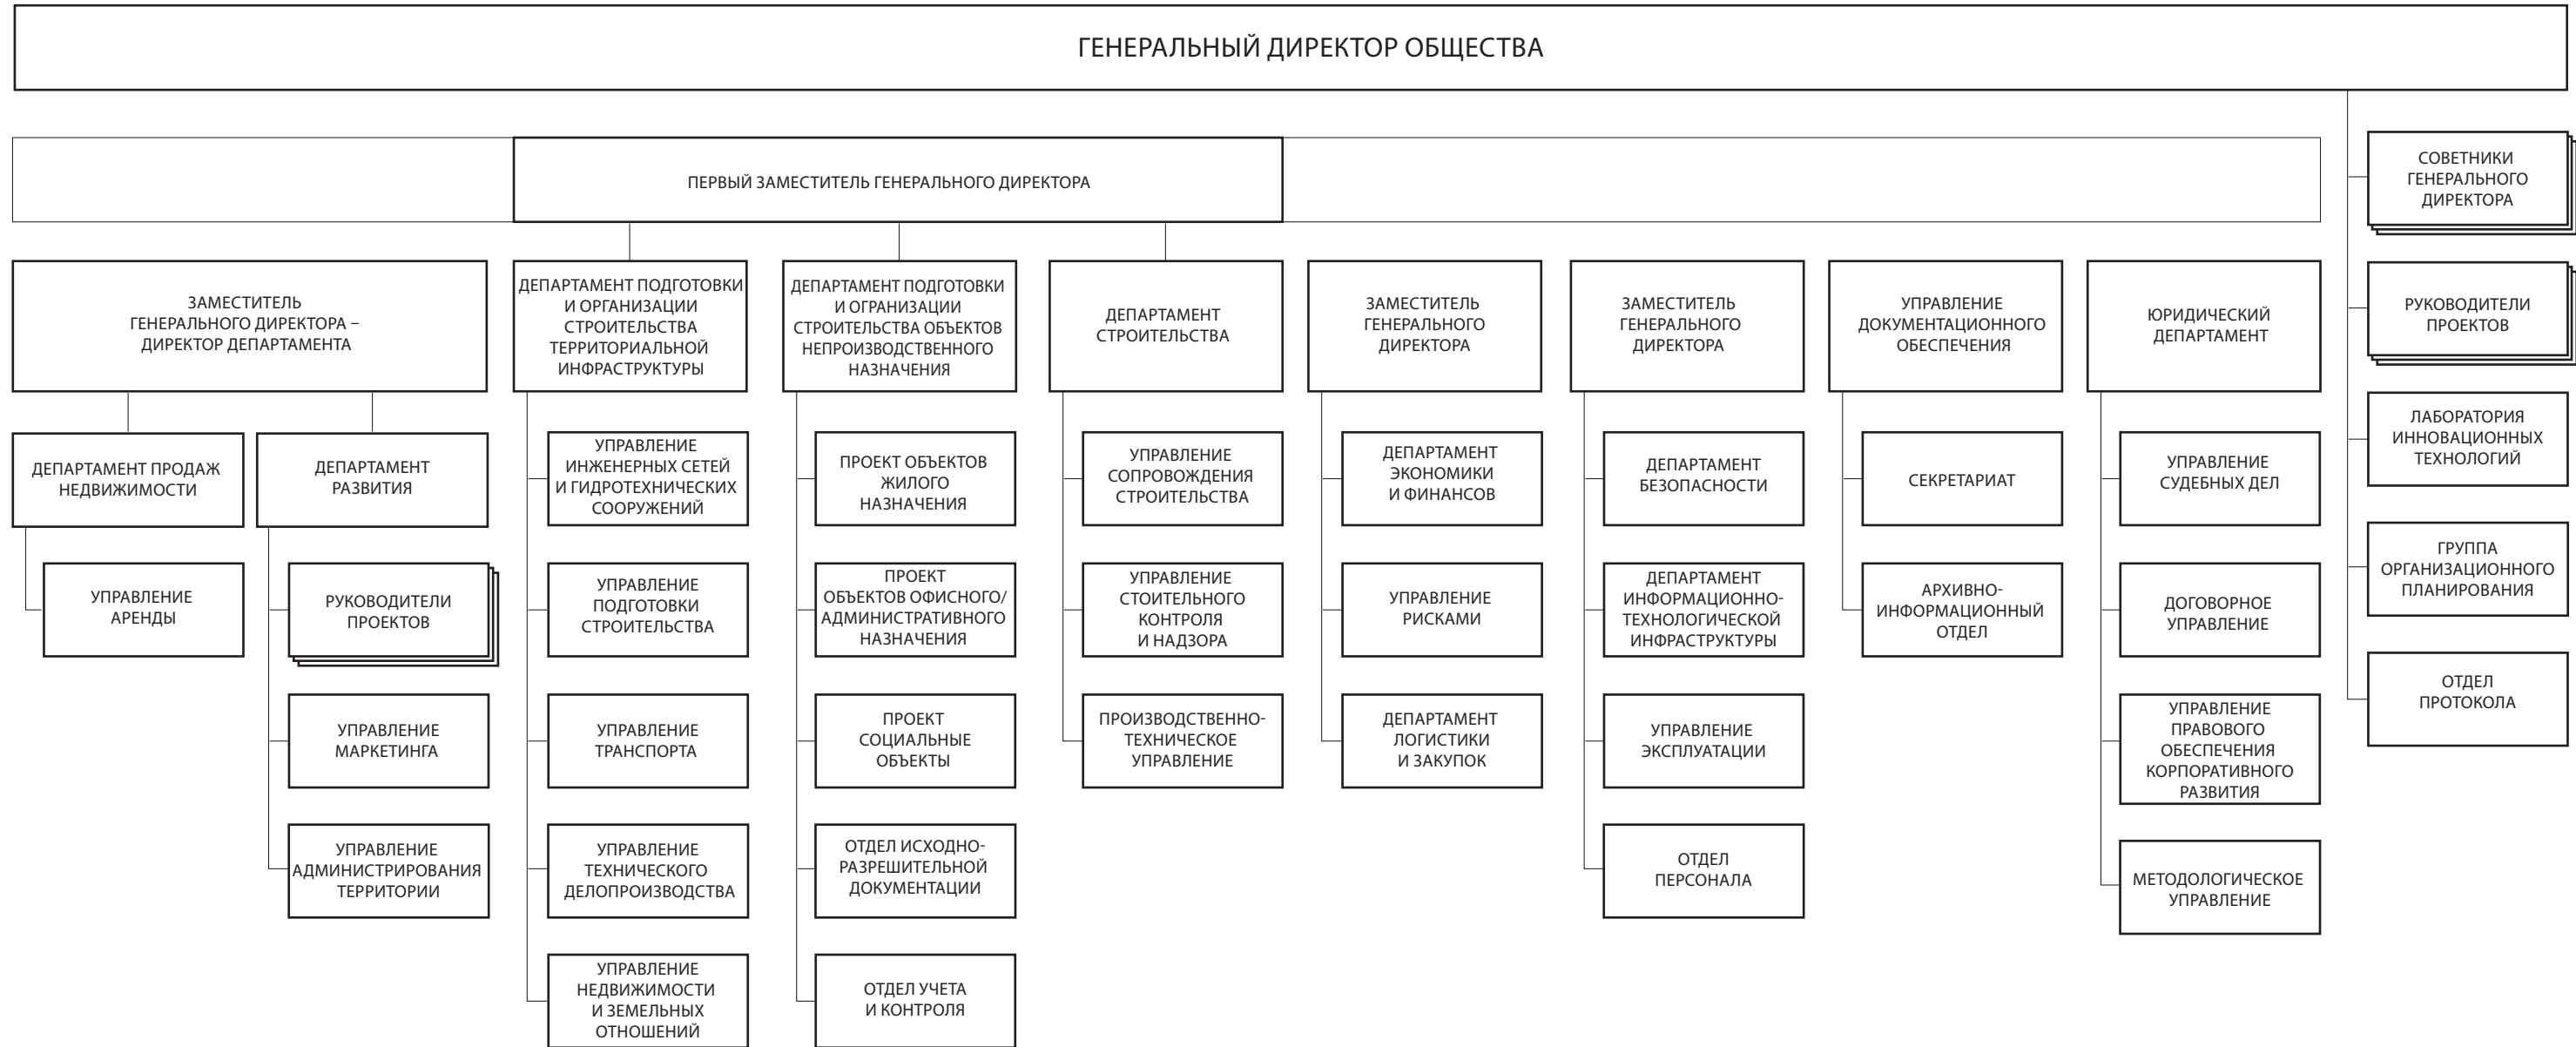 ГЕНЕРАЛЬНЫЙ ДИРЕКТОР ОБЩЕСТВА
ПЕРВЫЙ ЗАМЕСТИТЕЛЬ ГЕНЕРАЛЬНОГО ДИРЕКТОРА
СОВЕТНИКИ
ГЕНЕРАЛЬНОГО
ДИРЕКТОРА
ЗАМЕСТИТЕЛЬ
ГЕНЕРАЛЬНОГО ДИРЕКТОРА –
ДИРЕКТОР ДЕПАРТАМЕНТА
ДЕПАРТАМЕНТ ПОДГОТОВКИ
И ОРГАНИЗАЦИИ
СТРОИТЕЛЬСТВА
ТЕРРИТОРИАЛЬНОЙ
ИНФРАСТРУКТУРЫ
ДЕПАРТАМЕНТ ПОДГОТОВКИ
И ОГРАНИЗАЦИИ
СТРОИТЕЛЬСТВА ОБЪЕКТОВ
НЕПРОИЗВОДСТВЕННОГО
НАЗНАЧЕНИЯ
ДЕПАРТАМЕНТ
СТРОИТЕЛЬСТВА
ЗАМЕСТИТЕЛЬ
ГЕНЕРАЛЬНОГО
ДИРЕКТОРА
ЗАМЕСТИТЕЛЬ
ГЕНЕРАЛЬНОГО
ДИРЕКТОРА
УПРАВЛЕНИЕ
ДОКУМЕНТАЦИОННОГО
ОБЕСПЕЧЕНИЯ
ЮРИДИЧЕСКИЙ
ДЕПАРТАМЕНТ
РУКОВОДИТЕЛИ
ПРОЕКТОВ
ДЕПАРТАМЕНТ ПРОДАЖ
НЕДВИЖИМОСТИ
ДЕПАРТАМЕНТ
РАЗВИТИЯ
УПРАВЛЕНИЕ
ИНЖЕНЕРНЫХ СЕТЕЙ
И ГИДРОТЕХНИЧЕСКИХ
СООРУЖЕНИЙ
ПРОЕКТ ОБЪЕКТОВ
ЖИЛОГО
НАЗНАЧЕНИЯ
УПРАВЛЕНИЕ
СОПРОВОЖДЕНИЯ
СТРОИТЕЛЬСТВА
ДЕПАРТАМЕНТ
ЭКОНОМИКИ
И ФИНАНСОВ
ДЕПАРТАМЕНТ
БЕЗОПАСНОСТИ
СЕКРЕТАРИАТ
УПРАВЛЕНИЕ
СУДЕБНЫХ ДЕЛ
ЛАБОРАТОРИЯ
ИННОВАЦИОННЫХ
ТЕХНОЛОГИЙ
УПРАВЛЕНИЕ
АРЕНДЫ
РУКОВОДИТЕЛИ
ПРОЕКТОВ
УПРАВЛЕНИЕ
ПОДГОТОВКИ
СТРОИТЕЛЬСТВА
ПРОЕКТ
ОБЪЕКТОВ ОФИСНОГО/
АДМИНИСТРАТИВНОГО
НАЗНАЧЕНИЯ
УПРАВЛЕНИЕ
СТОИТЕЛЬНОГО
КОНТРОЛЯ
И НАДЗОРА
УПРАВЛЕНИЕ
РИСКАМИ
ДЕПАРТАМЕНТ
ИНФОРМАЦИОННО-
ТЕХНОЛОГИЧЕСКОЙ
ИНФРАСТРУКТУРЫ
АРХИВНО-
ИНФОРМАЦИОННЫЙ
ОТДЕЛ
ДОГОВОРНОЕ
УПРАВЛЕНИЕ
ГРУППА
ОРГАНИЗАЦИОННОГО
ПЛАНИРОВАНИЯ
УПРАВЛЕНИЕ
МАРКЕТИНГА
УПРАВЛЕНИЕ
ТРАНСПОРТА
ПРОЕКТ
СОЦИАЛЬНЫЕ
ОБЪЕКТЫ
ПРОИЗВОДСТВЕННО-
ТЕХНИЧЕСКОЕ
УПРАВЛЕНИЕ
ДЕПАРТАМЕНТ
ЛОГИСТИКИ
И ЗАКУПОК
УПРАВЛЕНИЕ
ЭКСПЛУАТАЦИИ
УПРАВЛЕНИЕ
ПРАВОВОГО
ОБЕСПЕЧЕНИЯ
КОРПОРАТИВНОГО
РАЗВИТИЯ
ОТДЕЛ
ПРОТОКОЛА
УПРАВЛЕНИЕ
АДМИНИСТРИРОВАНИЯ
ТЕРРИТОРИИ
УПРАВЛЕНИЕ
ТЕХНИЧЕСКОГО
ДЕЛОПРОИЗВОДСТВА
ОТДЕЛ ИСХОДНО-
РАЗРЕШИТЕЛЬНОЙ
ДОКУМЕНТАЦИИ
ОТДЕЛ
ПЕРСОНАЛА
МЕТОДОЛОГИЧЕСКОЕ
УПРАВЛЕНИЕ
УПРАВЛЕНИЕ
НЕДВИЖИМОСТИ
И ЗЕМЕЛЬНЫХ
ОТНОШЕНИЙ
ОТДЕЛ УЧЕТА
И КОНТРОЛЯ